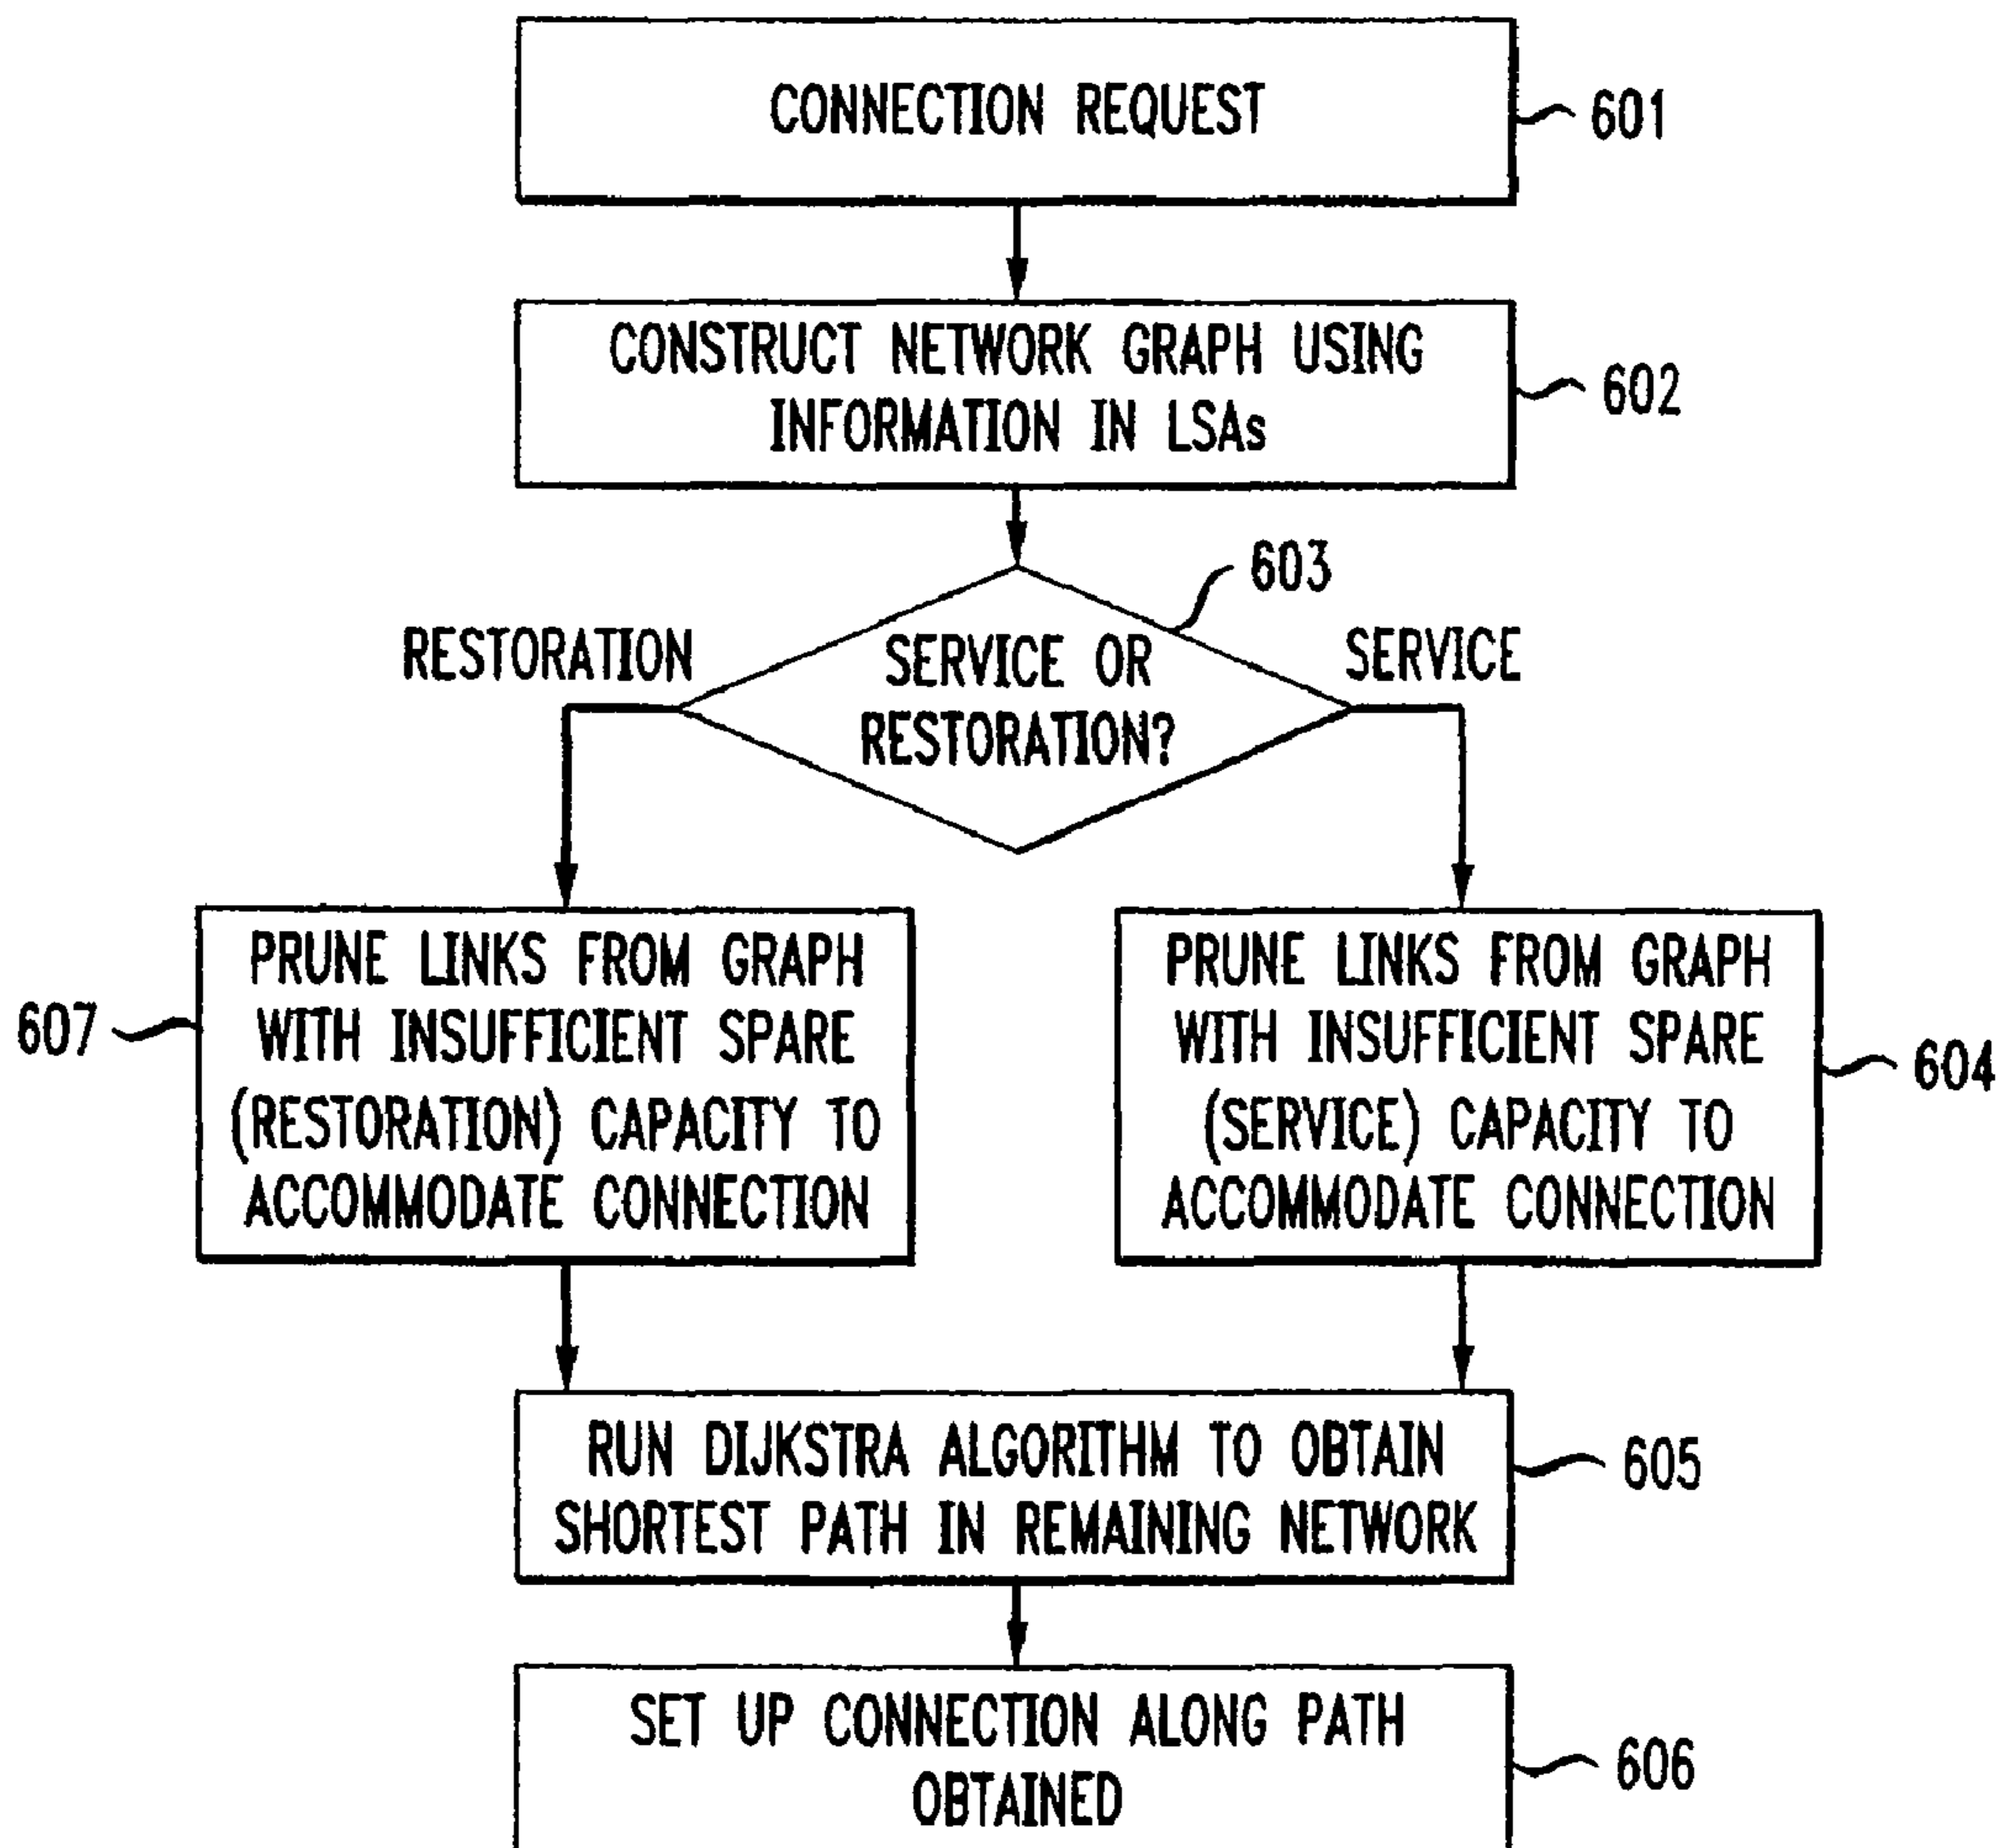 CONNECTION REQUEST
601
CONSTRUCT NETWORK GRAPH USING
INFORMATION IN LSAs
602
603
RESTORATION
SERVICE OR
RESTORATION?
SERVICE
607
PRUNE LINKS FROM GRAPH
WITH INSUFFICIENT SPARE
(RESTORATION) CAPACITY TO
ACCOMMODATE CONNECTION
PRUNE LINKS FROM GRAPH
WITH INSUFFICIENT SPARE
(SERVICE) CAPACITY TO
ACCOMMODATE CONNECTION
604
RUN DIJKSTRA ALGORITHM TO OBTAIN
SHORTEST PATH IN REMAINING NETWORK
605
SET UP CONNECTION ALONG PATH
OBTAINED
606